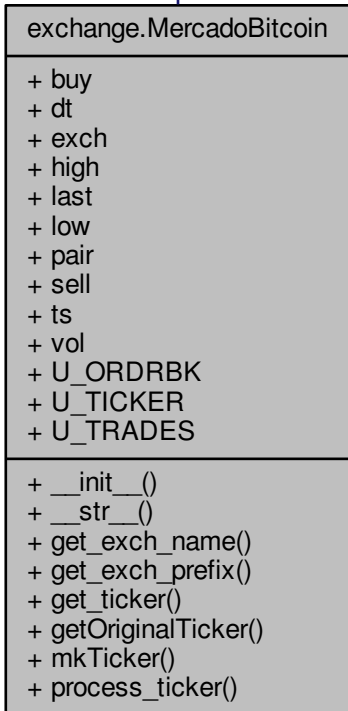 exchange.MercadoBitcoin
+ buy
+ dt
+ exch
+ high
+ last
+ low
+ pair
+ sell
+ ts
+ vol
+ U_ORDRBK
+ U_TICKER
+ U_TRADES
+ __init__()
+ __str__()
+ get_exch_name()
+ get_exch_prefix()
+ get_ticker()
+ getOriginalTicker()
+ mkTicker()
+ process_ticker()